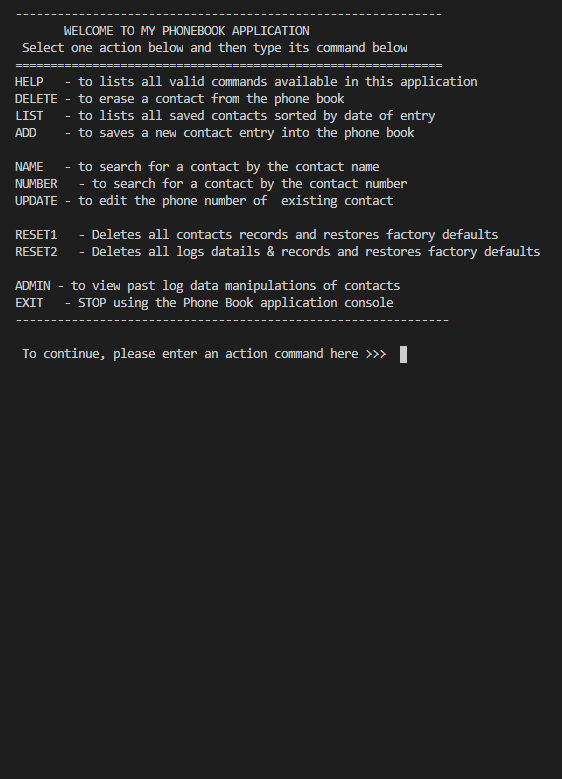 -------------------------------------------------------------
WELCOME TO MY PHONEBOOK APPLICATION
Select one action below and then type its command below
=============================================================
HELP   - to lists all valid commands available in this application
DELETE - to erase a contact from the phone book
LIST   - to lists all saved contacts sorted by date of entry
ADD    - to saves a new contact entry into the phone book
NAME   - to search for a contact by the contact name
NUMBER   - to search for a contact by the contact number
UPDATE - to edit the phone number of  existing contact
RESET1   - Deletes all contacts records and restores factory defaults
RESET2   - Deletes all logs datails & records and restores factory defaults
ADMIN - to view past log data manipulations of contacts
EXIT   - STOP using the Phone Book application console
--------------------------------------------------------------
To continue, please enter an action command here >>>